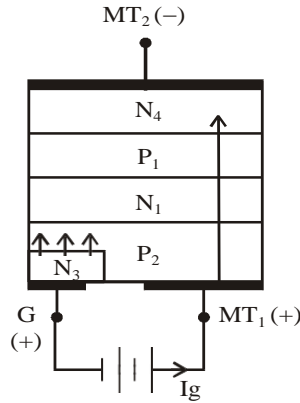 MT₂ (−)
N₄
P₁
N₁
P₂
N₃
G
(+)
MT₁ (+)
Ig